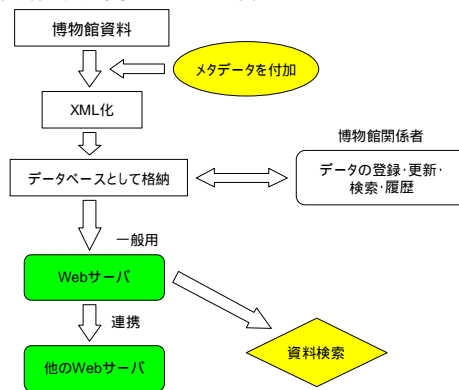 博物館資料
メタデータを付加
XML化
博物館関係者
データベースとして格納
データの登録・更新・
検索・履歴
一般用
Webサーバ
連携
他のWebサーバ
資料検索